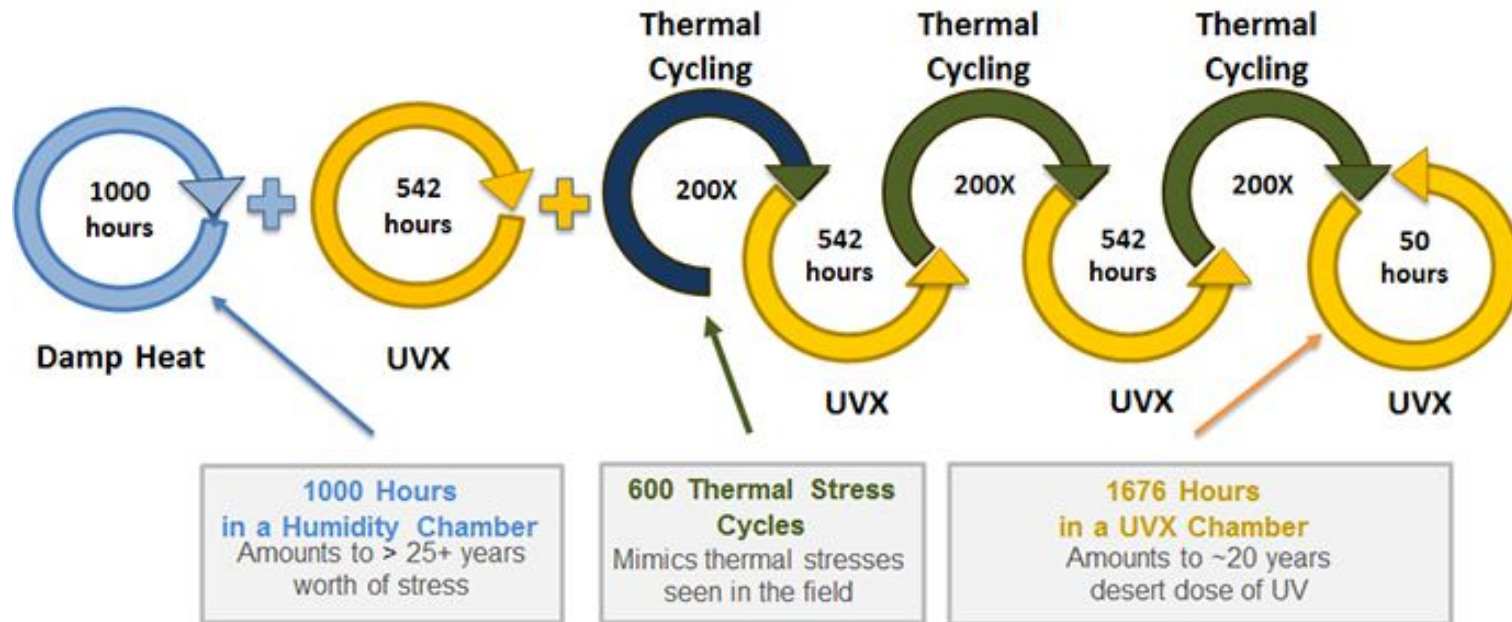 Thermal
Cycling
Thermal
Cycling
Thermal
Cycling
1000
hours
542
hours
200X
542
hours
200X
542
hours
200X
50
hours
Damp Heat
UVX
UVX
UVX
UVX
1000 Hours
in a Humidity Chamber
Amounts to > 25+ years
worth of stress
600 Thermal Stress
Cycles
Mimics thermal stresses
seen in the field
1676 Hours
in a UVX Chamber
Amounts to ~20 years
desert dose of UV